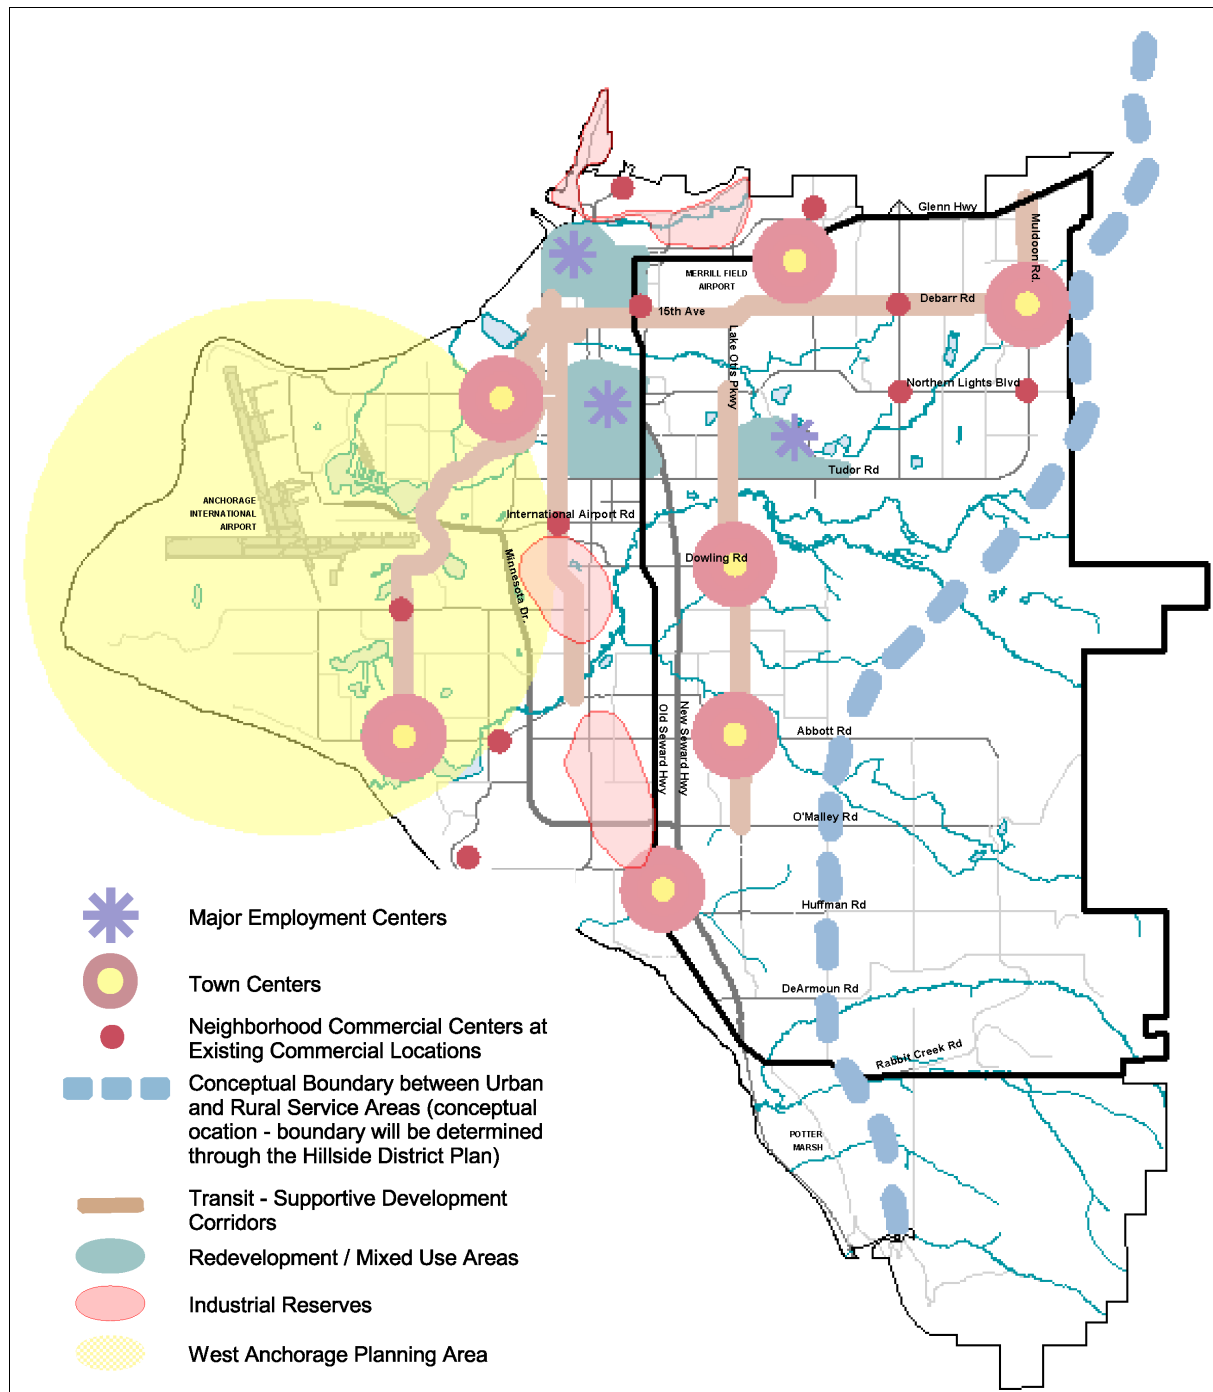 Glenn Hwy
Muldoon Rd.
MERRILL FIELD
AIRPORT
Debarr Rd
15th Ave
Lake Otis Pkwy
Northern Lights Blvd
Tudor Rd
ANCHORAGE
INTERNATIONAL
AIRPORT
International Airport Rd
Minnesota Dr.
Dowling Rd
Old Seward Hwy
New Seward Hwy
Abbott Rd
O'Malley Rd
Huffman Rd
DeArmoun Rd
Rabbit Creek Rd
POTTER
MARSH
Major Employment Centers
Town Centers
Neighborhood Commercial Centers at
Existing Commercial Locations
Conceptual Boundary between Urban
and Rural Service Areas (conceptual
ocation - boundary will be determined
through the Hillside District Plan)
Transit - Supportive Development
Corridors
Redevelopment / Mixed Use Areas
Industrial Reserves
West Anchorage Planning Area